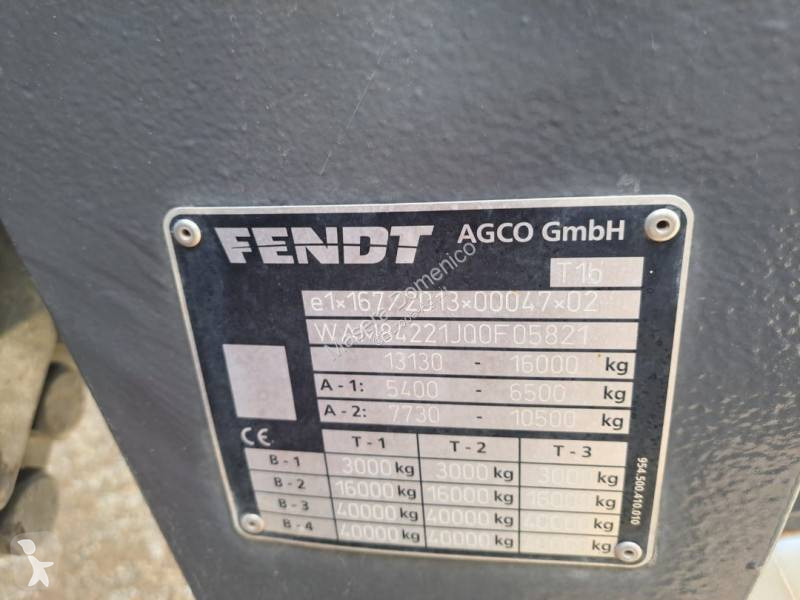 FENDT AGCO GmbH
T1b
e1*167/2013*00047*02
WAM84221J00F05821
13130 - 16000 kg
A - 1: 5400 - 6500 kg
A - 2: 7730 - 10500 kg
CE T - 1 T - 2 T - 3
B - 1 3000 kg 3000 kg kg
B - 2 16000 kg 16000 kg kg
B - 3 40000 kg 40000 kg kg
B - 4 40000 kg 40000 kg kg
954.500.410.010
Masela Domenico